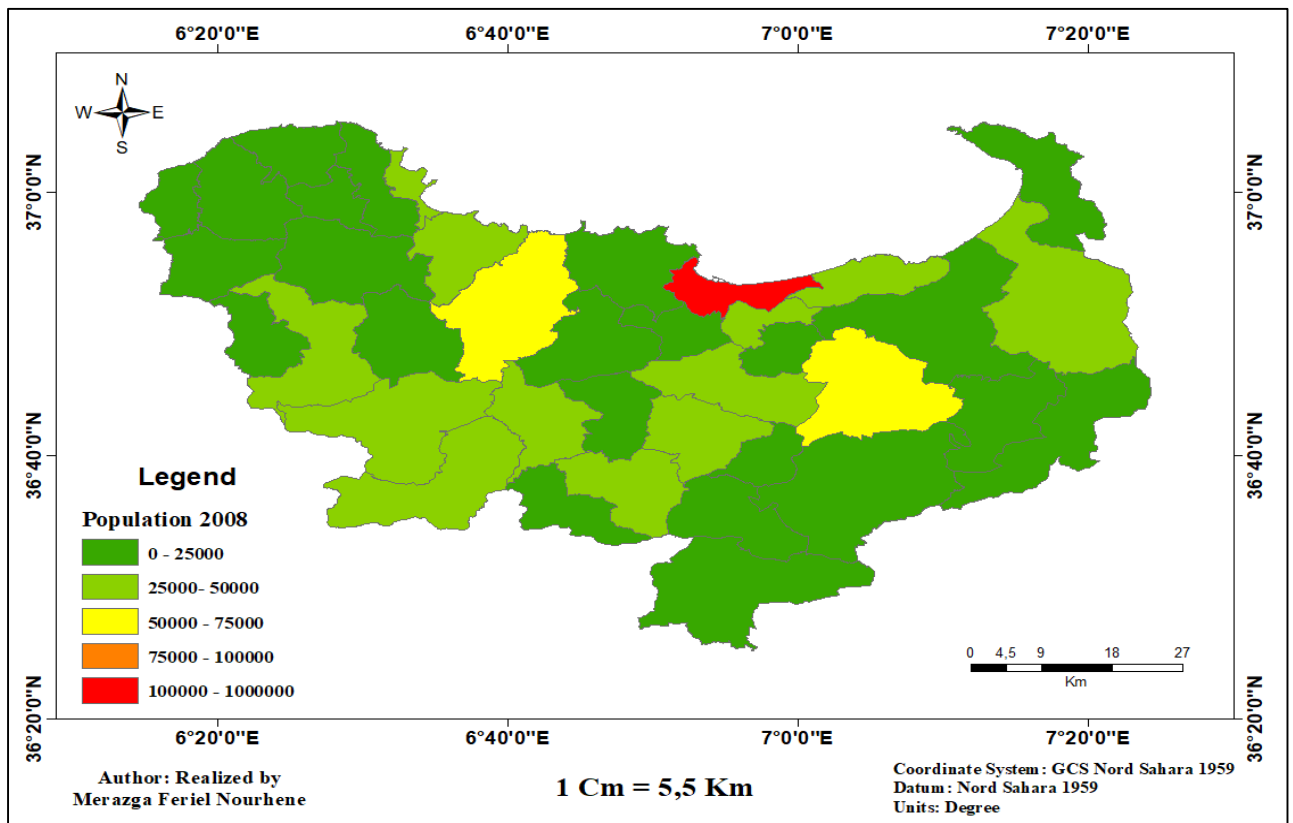 6°20'0"E 6°40'0"E 7°0'0"E 7°20'0"E
N
W E
S
37°0'0"N 37°0'0"N
36°40'0"N 36°40'0"N
Legend
Population 2008
0 - 25000
25000- 50000
50000 - 75000
75000 - 100000
100000 - 1000000
0 4,5 9 18 27
Km
36°20'0"N 36°20'0"N
6°20'0"E 6°40'0"E 7°0'0"E 7°20'0"E
Author: Realized by
Merazga Feriel Nourhene
1 Cm = 5,5 Km
Coordinate System: GCS Nord Sahara 1959
Datum: Nord Sahara 1959
Units: Degree